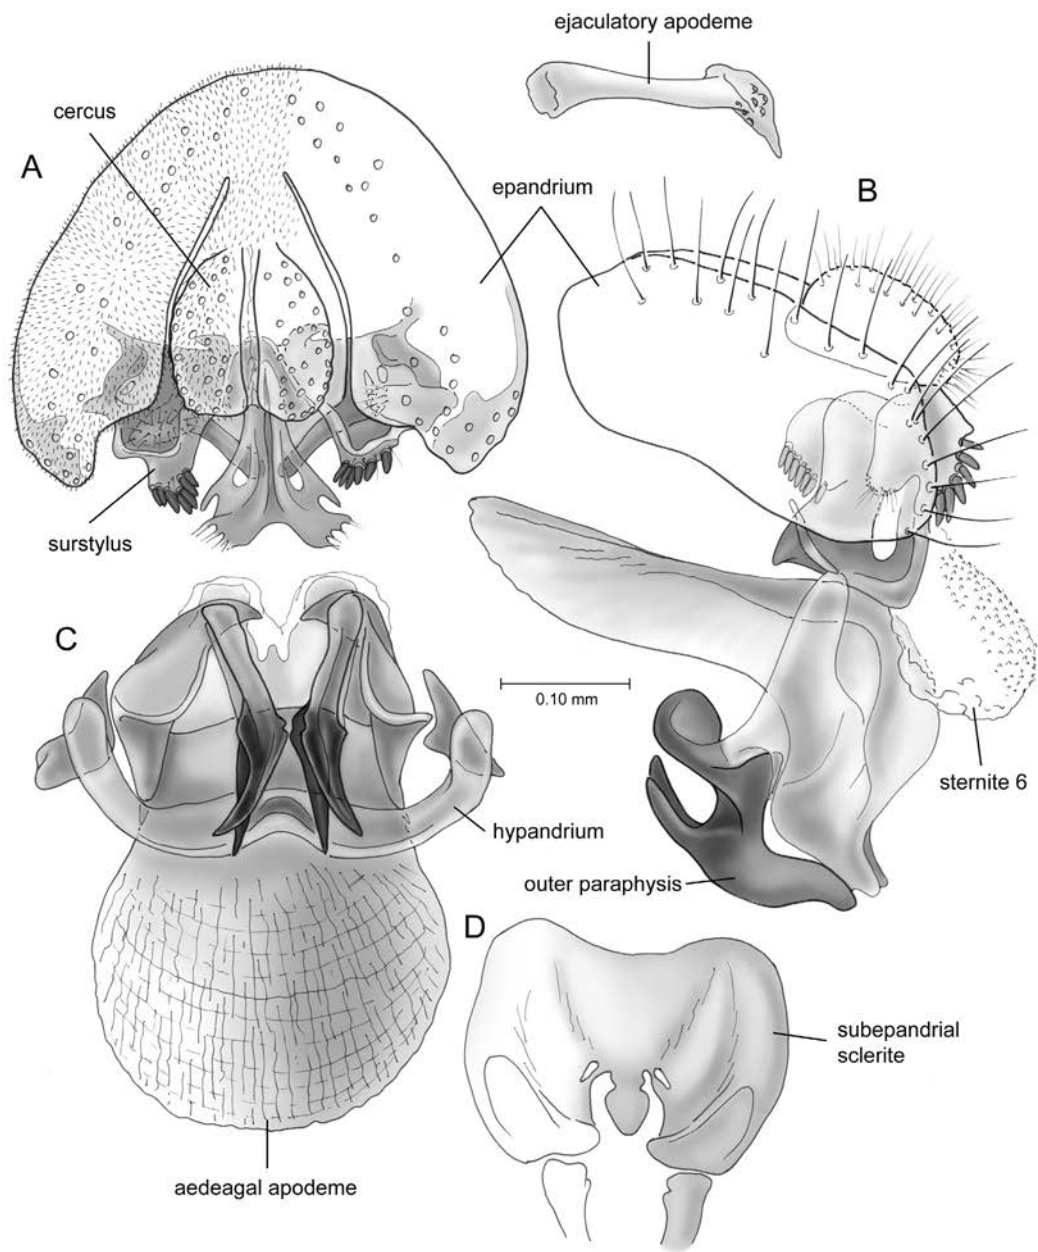 ejaculatory apodeme
cercus
A
epandrium
B
surstylus
C
0.10 mm
sternite 6
hypandrium
outer paraphysis
D
subepandrial
sclerite
aedeagal apodeme